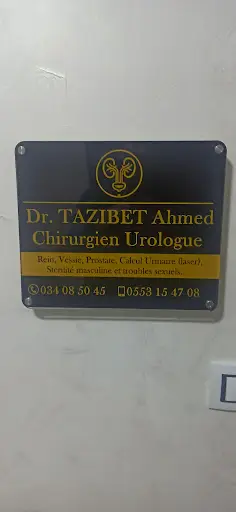 Dr. TAZIBET Ahmed
Chirurgien Urologue
Rein, Vessie, Prostate, Calcul Urinaire (laser),
Sterilité masculine et troubles sexuels.
034 08 50 45 0553 15 47 08